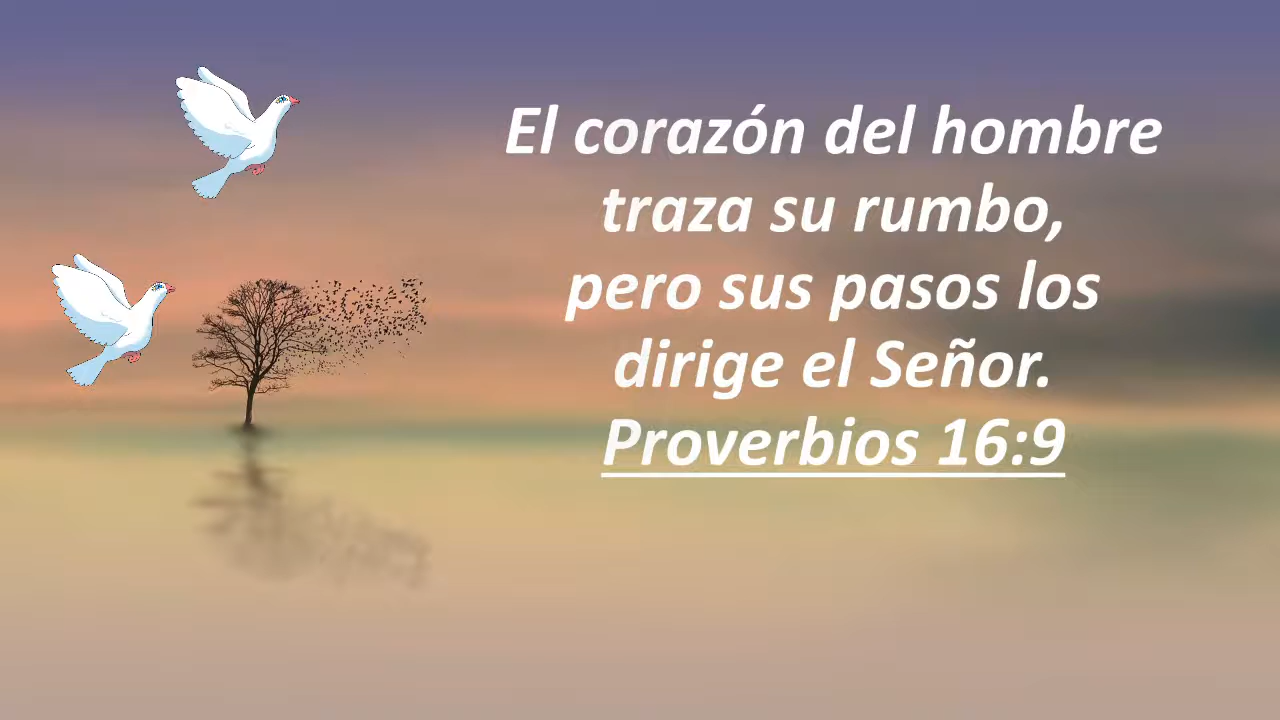 El corazón del hombre
traza su rumbo,
pero sus pasos los
dirige el Señor.
Proverbios 16:9